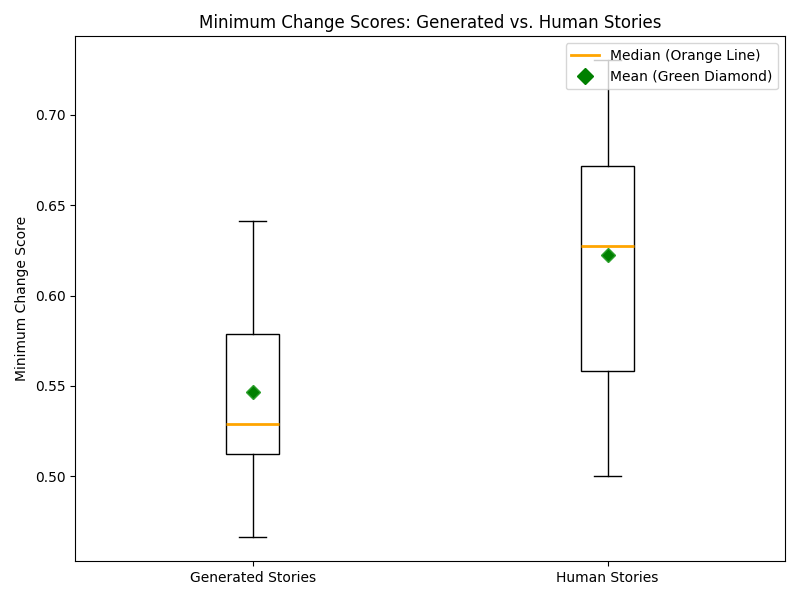 Minimum Change Scores: Generated vs. Human Stories
Median (Orange Line)
Mean (Green Diamond)
0.70
0.65
0.60
0.55
0.50
Minimum Change Score
Generated Stories
Human Stories